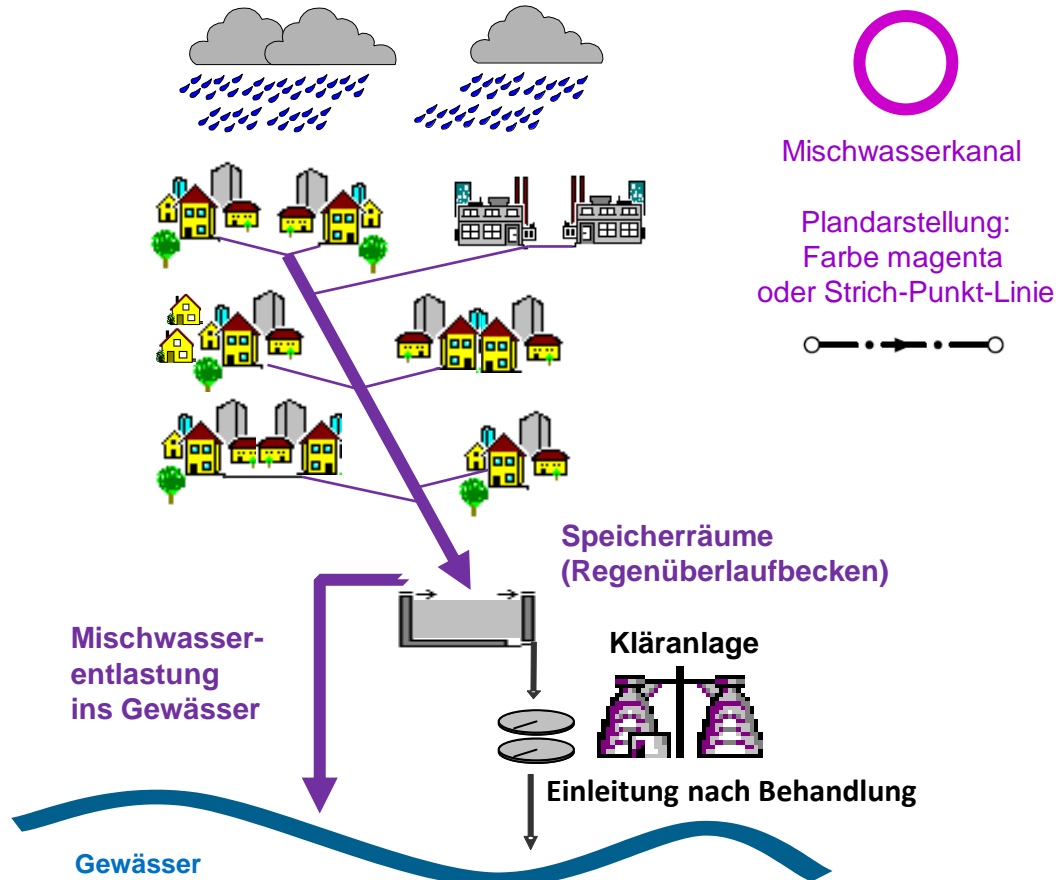 Mischwasserkanal
Plandarstellung:
Farbe magenta
oder Strich-Punkt-Linie
Speicherräume
(Regenüberlaufbecken)
Mischwasser-
entlastung
ins Gewässer
Kläranlage
Einleitung nach Behandlung
Gewässer